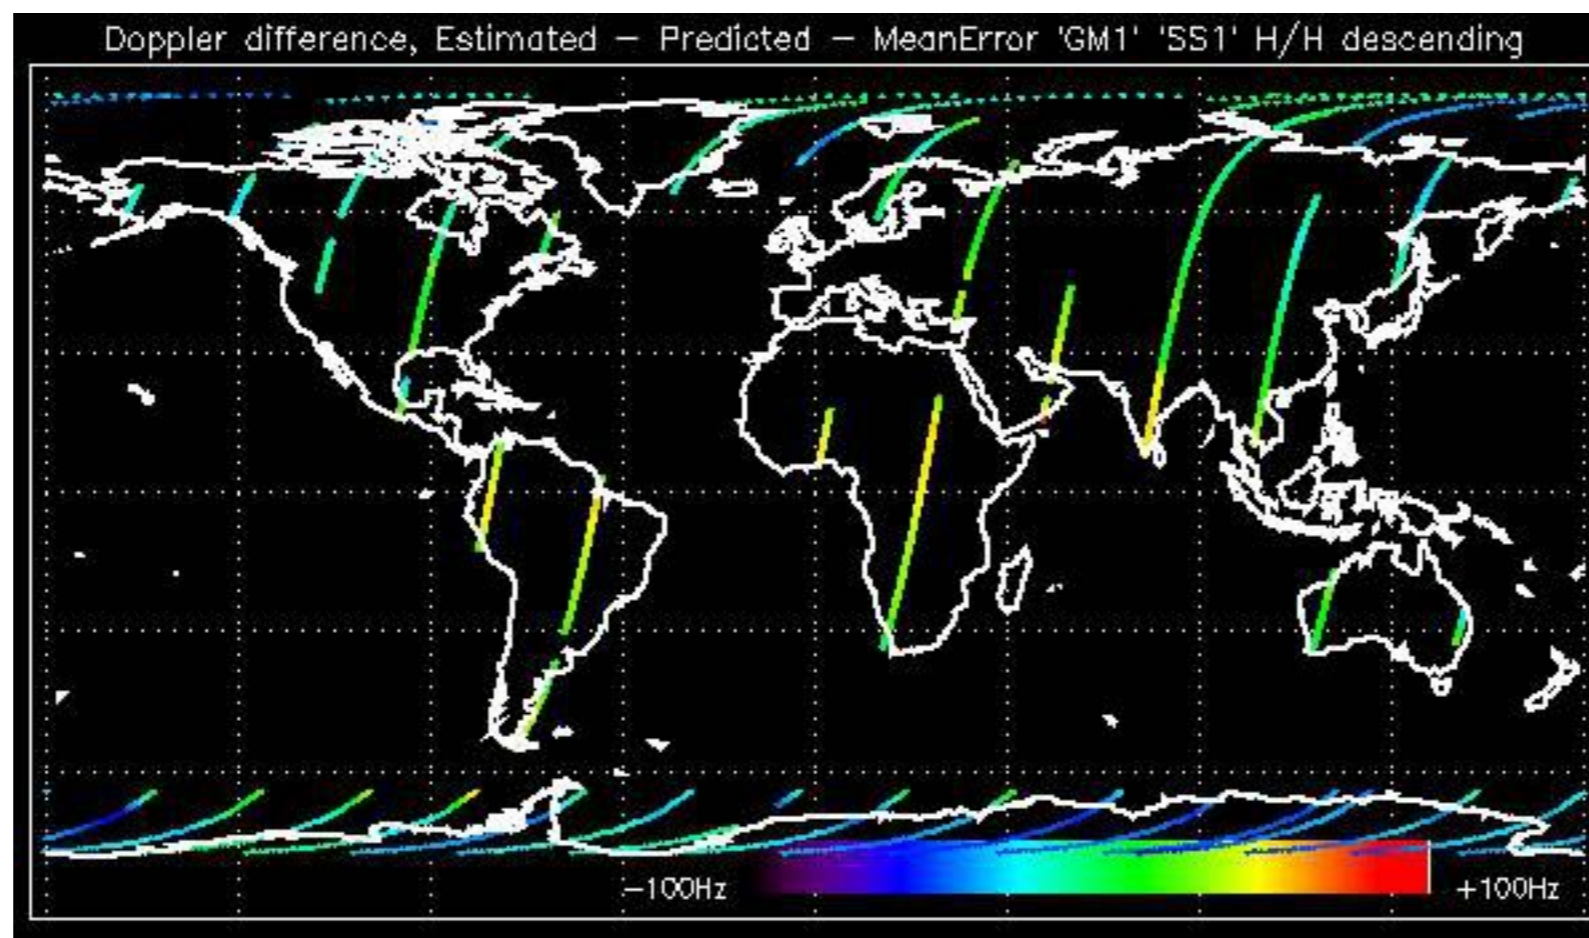 Doppler difference, Estimated – Predicted – MeanError 'GM1' 'SS1' H/H descending
–100Hz
+100Hz